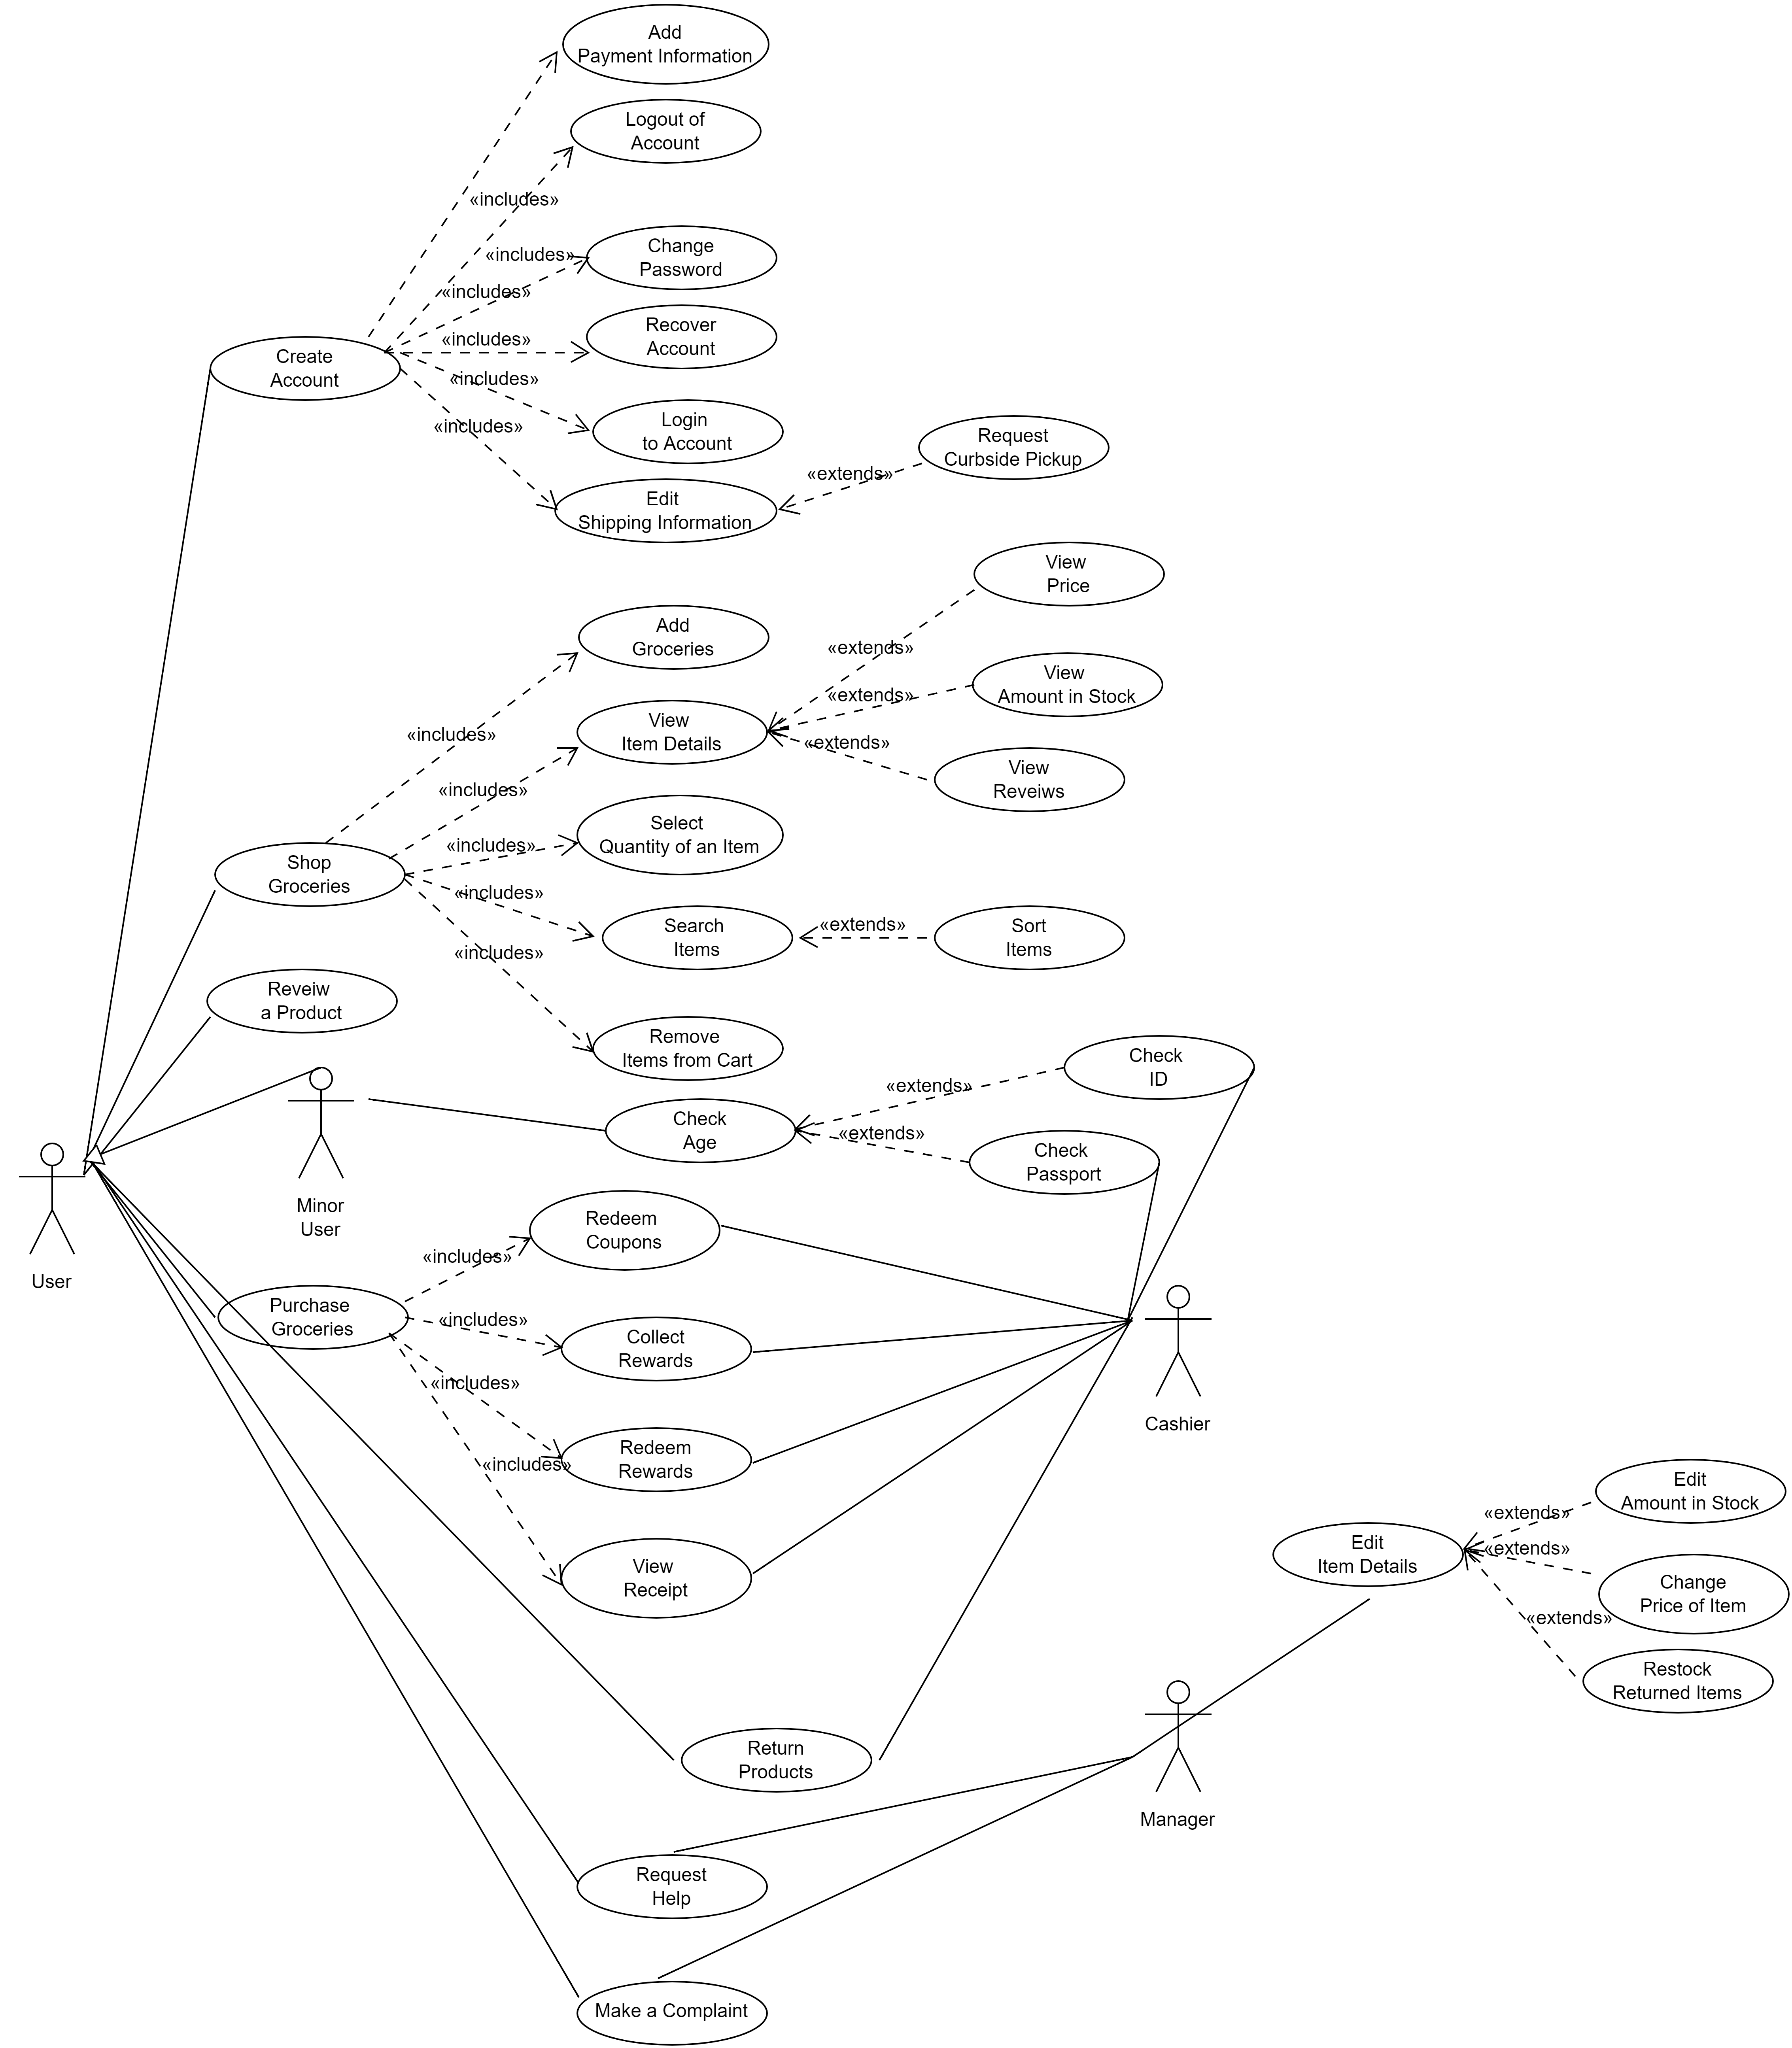 Add
Payment Information
Logout of
Account
«includes»
Change
Password
«includes»
«includes»
Recover
Account
«includes»
Create
Account
«includes»
Login
to Account
«includes»
Request
Curbside Pickup
«extends»
Edit
Shipping Information
View
Price
Add
Groceries
«extends»
View
Amount in Stock
«extends»
View
Item Details
«includes»
«extends»
View
Reveiws
«includes»
Select
Quantity of an Item
«includes»
Shop
Groceries
«includes»
Search
Items
«extends»
Sort
Items
«includes»
Reveiw
a Product
Remove
Items from Cart
Check
ID
«extends»
Check
Age
«extends»
Check
Passport
Minor
User
Redeem
Coupons
«includes»
User
Purchase
Groceries
«includes»
Collect
Rewards
«includes»
Cashier
Redeem
Rewards
«includes»
Edit
Amount in Stock
«extends»
Edit
Item Details
«extends»
View
Receipt
Change
Price of Item
«extends»
Restock
Returned Items
Return
Products
Manager
Request
Help
Make a Complaint